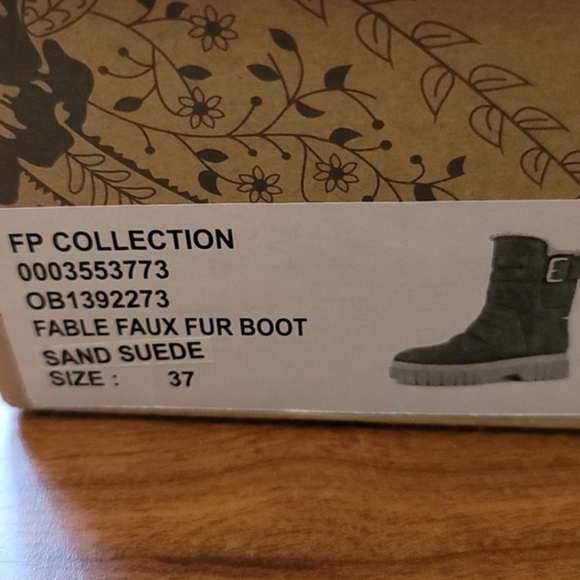 FP COLLECTION
0003553773
OB1392273
FABLE FAUX FUR BOOT
SAND SUEDE
SIZE : 37